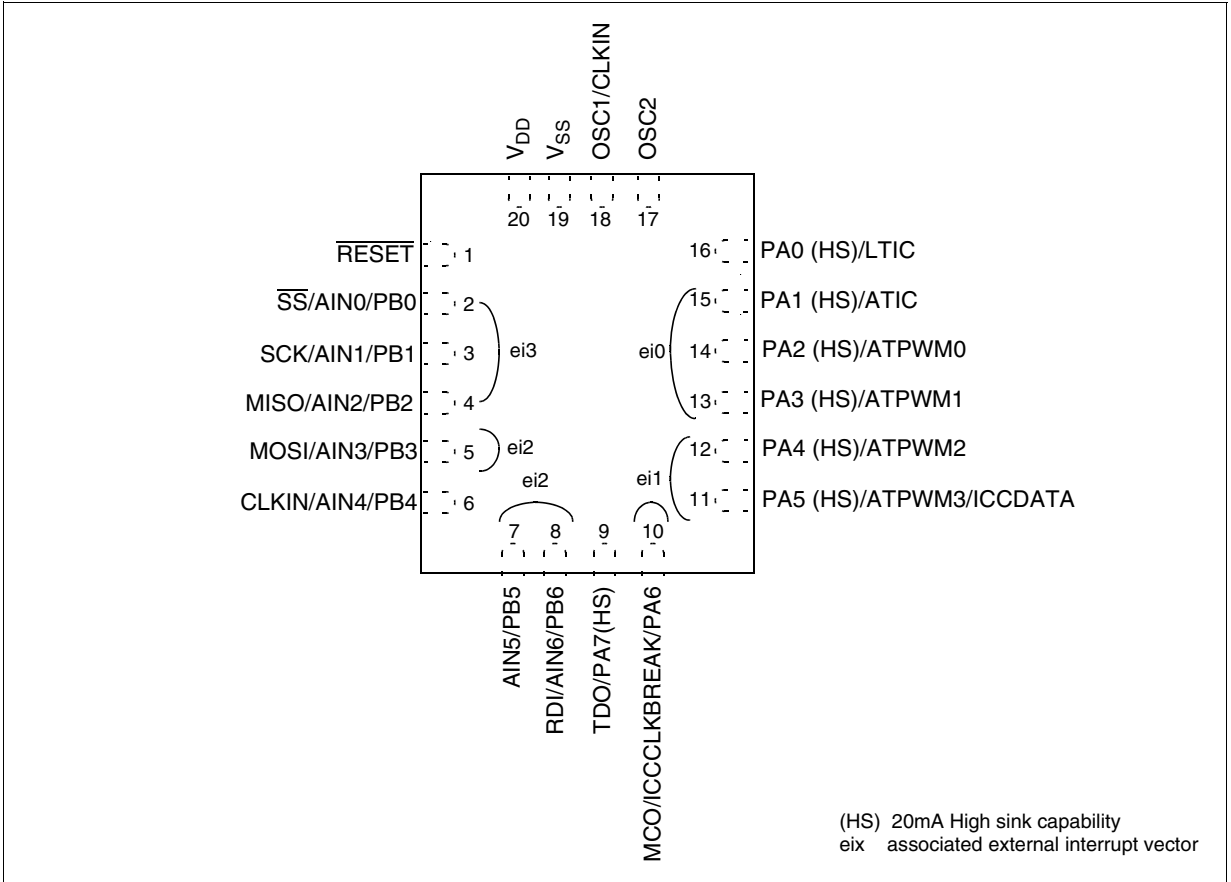 VDD
VSS
OSC1/CLKIN
OSC2
20
19
18
17
RESET
1
SS/AIN0/PB0
2
SCK/AIN1/PB1
3
MISO/AIN2/PB2
4
MOSI/AIN3/PB3
5
CLKIN/AIN4/PB4
6
ei3
ei2
ei2
ei0
ei1
16
PA0 (HS)/LTIC
15
PA1 (HS)/ATIC
14
PA2 (HS)/ATPWM0
13
PA3 (HS)/ATPWM1
12
PA4 (HS)/ATPWM2
11
PA5 (HS)/ATPWM3/ICCDATA
7
8
9
10
AIN5/PB5
RDI/AIN6/PB6
TDO/PA7(HS)
MCO/ICCCLKBREAK/PA6
(HS) 20mA High sink capability
eix associated external interrupt vector